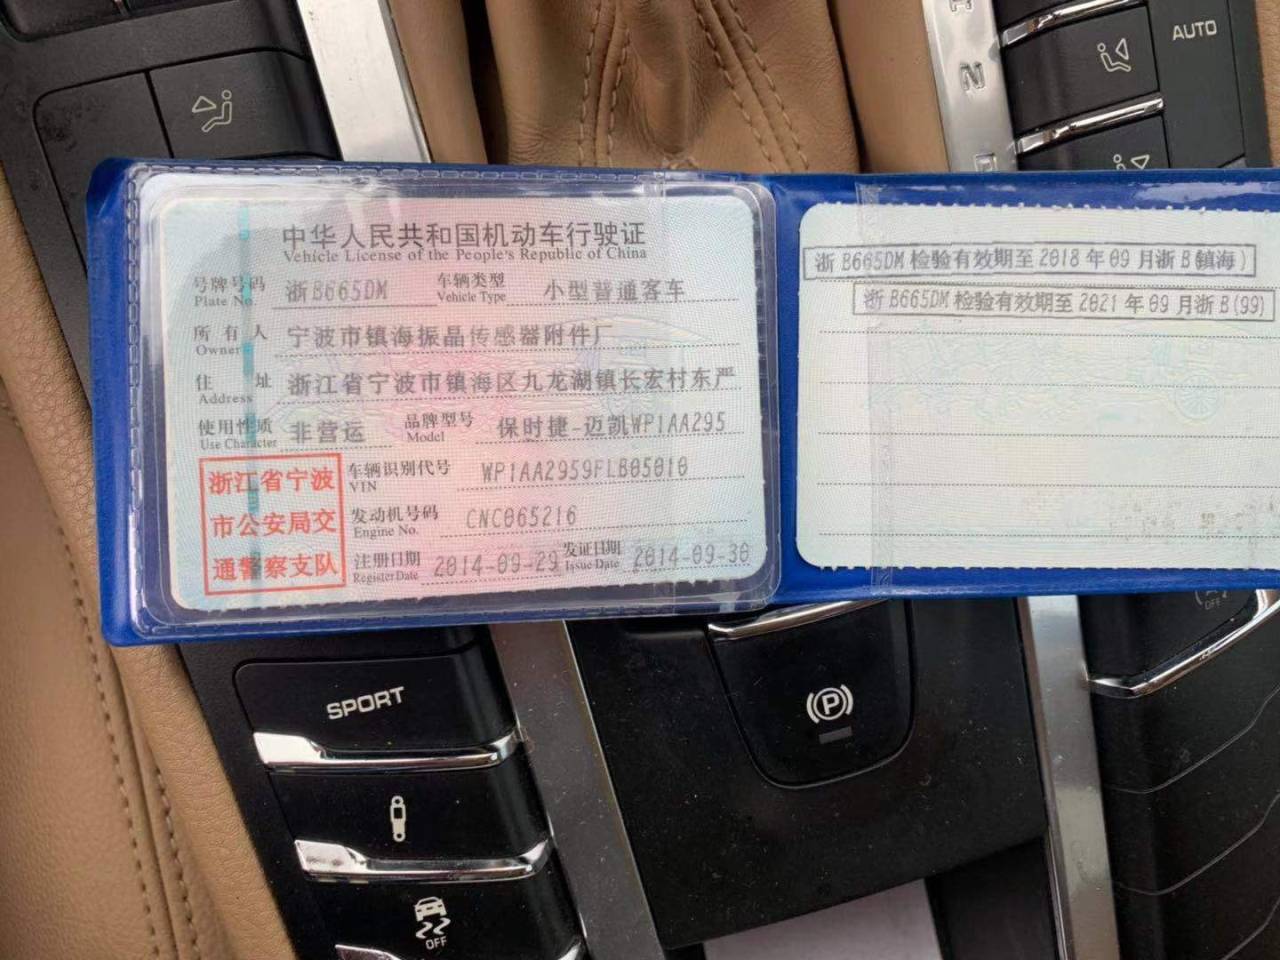 AUTO
N
中华人民共和国机动车行驶证
Vehicle License of the People's Republic of China
号牌号码 浙B665DM 车辆类型 小型普通客车
Plate No. Vehicle Type
所有人 宁波市镇海振晶传感器附件厂
Owner
住址 浙江省宁波市镇海区九龙湖镇长宏村东严
Address
使用性质 非营运 品牌型号 保时捷-迈凯WP1AA295
Use Character Model
浙江省宁波
市公安局交
通警察支队
车辆识别代号 WP1AA2959FLB05010
VIN
发动机号码 CNC065216
Engine No.
注册日期 2014-09-29 发证日期 2014-09-30
Register Date Issue Date
浙B665DM检验有效期至2018年09月浙B(镇海)
浙B665DM检验有效期至2021年09月浙B(99)
SPORT
P
OFF
OFF